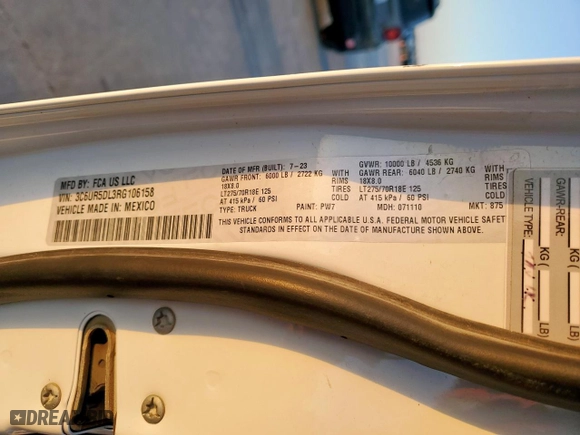 MFD BY: FCA US LLC
VIN: 3C6UR5DL3RG106158
VEHICLE MADE IN: MEXICO
DATE OF MFR (BUILT): 7-23
GAWR FRONT: 6000 LB / 2722 KG WITH
18X8.0 RIMS
LT275/70R18E 125 TIRES
AT 415 kPa / 60 PSI COLD
TYPE: TRUCK PAINT: PW7
GVWR: 10000 LB / 4536 KG
GAWR REAR: 6040 LB / 2740 KG WITH
18X8.0 RIMS
LT275/70R18E 125 TIRES
AT 415 kPa / 60 PSI COLD
MDH: 071110 MKT: 875
THIS VEHICLE CONFORMS TO ALL APPLICABLE U.S.A. FEDERAL MOTOR VEHICLE SAFETY
STANDARDS IN EFFECT ON THE DATE OF MANUFACTURE SHOWN ABOVE.
GAWR-REAR:
KG (
LB)
VEHICLE TYPE:
KG (
LB)